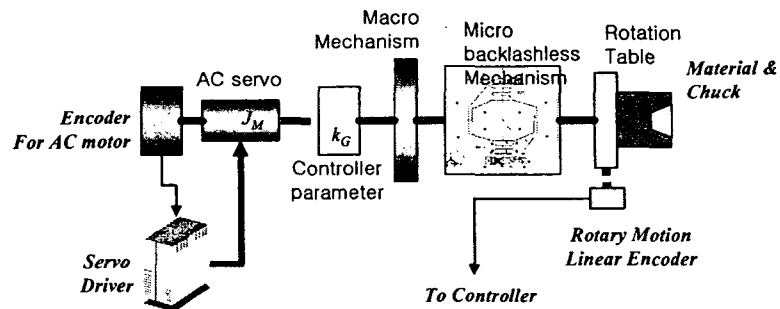 Macro
Mechanism
Micro
backlashless
Mechanism
Rotation
Table
AC servo
Material &
Chuck
Encoder
For AC motor
J_M
k_G
Controller
parameter
Servo
Driver
Rotary Motion
Linear Encoder
To Controller